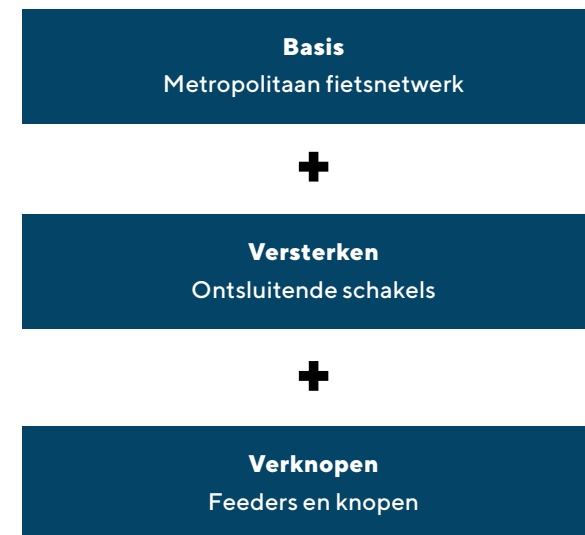 Basis
Metropolitaan fietsnetwerk
+
Versterken
Ontsluitende schakels
+
Verknopen
Feeders en knopen